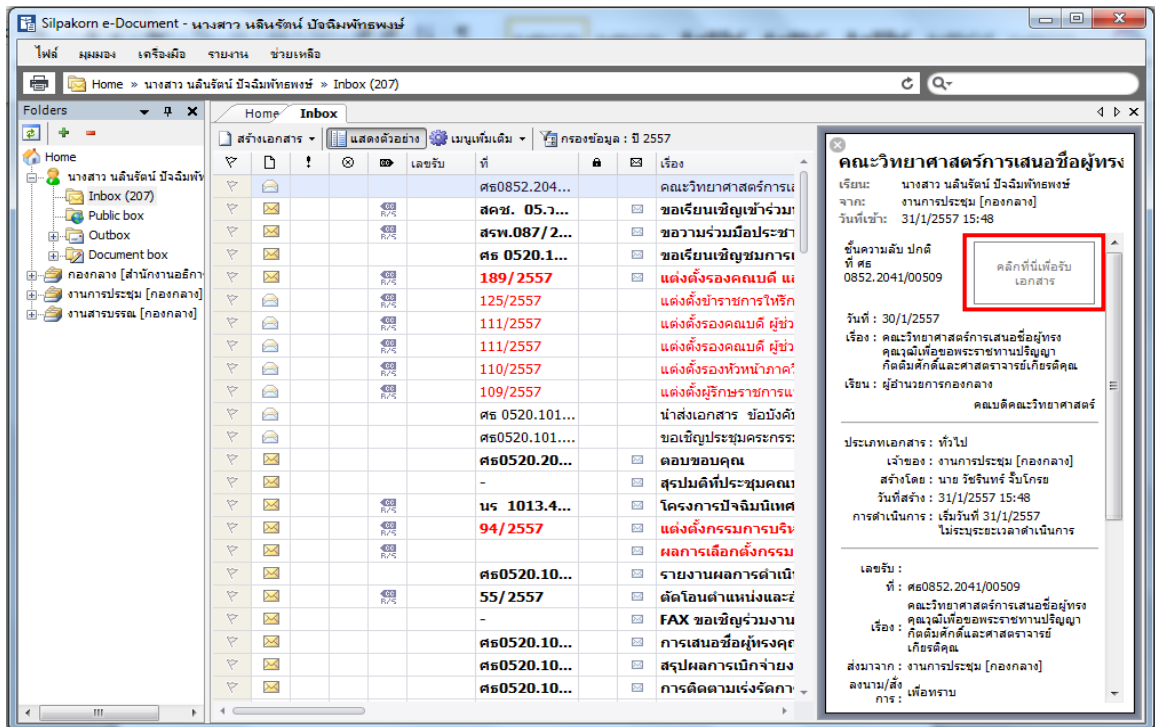 Silpakorn e-Document - นางสาว นลินรัตน์ ปัจฉิมพัทธพงษ์
ไฟล์ มุมมอง เครื่องมือ รายงาน ช่วยเหลือ
Home » นางสาว นลินรัตน์ ปัจฉิมพัทธพงษ์ » Inbox (207)
Folders
Home
นางสาว นลินรัตน์ ปัจฉิมพัท
Inbox (207)
Public box
Outbox
Document box
กองกลาง [สำนักงานอธิกา
งานการประชุม [กองกลาง]
งานสารบรรณ [กองกลาง]
Home Inbox
สร้างเอกสาร แสดงตัวอย่าง เมนูเพิ่มเติม กรองข้อมูล : ปี 2557
เลขรับ ที่ เรื่อง
ศธ0852.204... คณะวิทยาศาสตร์การเส
สคช. 05.ว... ขอเรียนเชิญเข้าร่วม
สรพ.087/2... ขอความร่วมมือประชา
ศธ 0520.1... ขอเรียนเชิญชมการ
189/2557 แต่งตั้งรองคณบดี แ
125/2557 แต่งตั้งข้าราชการให้รัก
111/2557 แต่งตั้งรองคณบดี ผู้ช่ว
111/2557 แต่งตั้งรองคณบดี ผู้ช่ว
110/2557 แต่งตั้งรองหัวหน้าภาควิ
109/2557 แต่งตั้งผู้รักษาราชการแ
ศธ 0520.101... นำส่งเอกสาร ข้อบังคั
ศธ0520.101.... ขอเชิญประชุมคระกรร
ศธ0520.20... ตอบขอบคุณ
- สรุปมติที่ประชุมคณ
นร 1013.4... โครงการปัจฉิมนิเทศ
94/2557 แต่งตั้งกรรมการบริ
ผลการเลือกตั้งกรรม
ศธ0520.10... รายงานผลการดำเนิ
55/2557 ตัดโอนตำแหน่งและอั
- FAX ขอเชิญร่วมงาน
ศธ0520.10... การเสนอชื่อผู้ทรงคุณ
ศธ0520.10... สรุปผลการเบิกจ่ายง
ศธ0520.10... การติดตามเร่งรัดกา
คณะวิทยาศาสตร์การเสนอชื่อผู้ทรง
เรียน: นางสาว นลินรัตน์ ปัจฉิมพัทธพงษ์
จาก: งานการประชุม [กองกลาง]
วันที่เข้า: 31/1/2557 15:48
ชั้นความลับ ปกติ
ที่ ศธ
0852.2041/00509
คลิกที่นี่เพื่อรับ
เอกสาร
วันที่ : 30/1/2557
เรื่อง : คณะวิทยาศาสตร์การเสนอชื่อผู้ทรง
คุณวุฒิเพื่อขอพระราชทานปริญญา
กิตติมศักดิ์และศาสตราจารย์เกียรติคุณ
เรียน : ผู้อำนวยการกองกลาง
คณบดีคณะวิทยาศาสตร์
ประเภทเอกสาร : ทั่วไป
เจ้าของ : งานการประชุม [กองกลาง]
สร้างโดย : นาย วัชรินทร์ จั๊บโกรย
วันที่สร้าง : 31/1/2557 15:48
การดำเนินการ : เริ่มวันที่ 31/1/2557
ไม่ระบุระยะเวลาดำเนินการ
เลขรับ :
ที่ : ศธ0852.2041/00509
เรื่อง : คณะวิทยาศาสตร์การเสนอชื่อผู้ทรง
คุณวุฒิเพื่อขอพระราชทานปริญญา
กิตติมศักดิ์และศาสตราจารย์
เกียรติคุณ
ส่งมาจาก : งานการประชุม [กองกลาง]
ลงนาม/สั่ง
การ : เพื่อทราบ